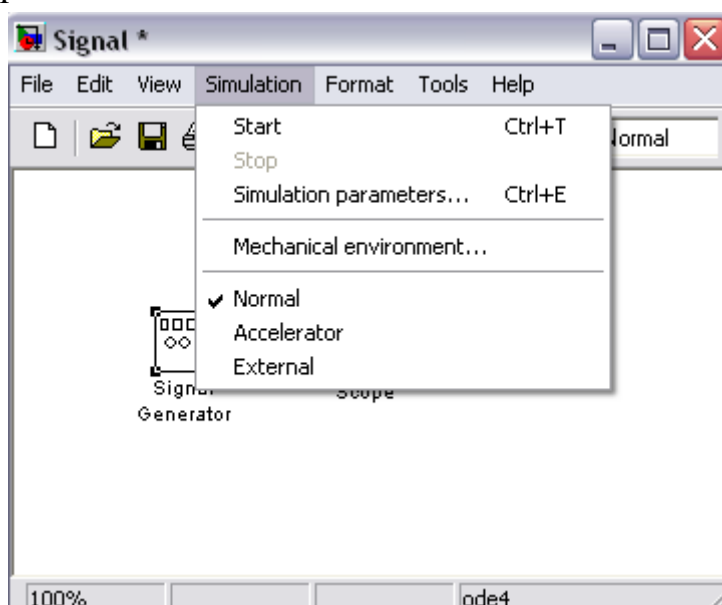 Signal *
File Edit View Simulation Format Tools Help
Start Ctrl+T
Normal
Stop
Simulation parameters... Ctrl+E
Mechanical environment...
Normal
Accelerator
External
Signal
Scope
Generator
100% ode4